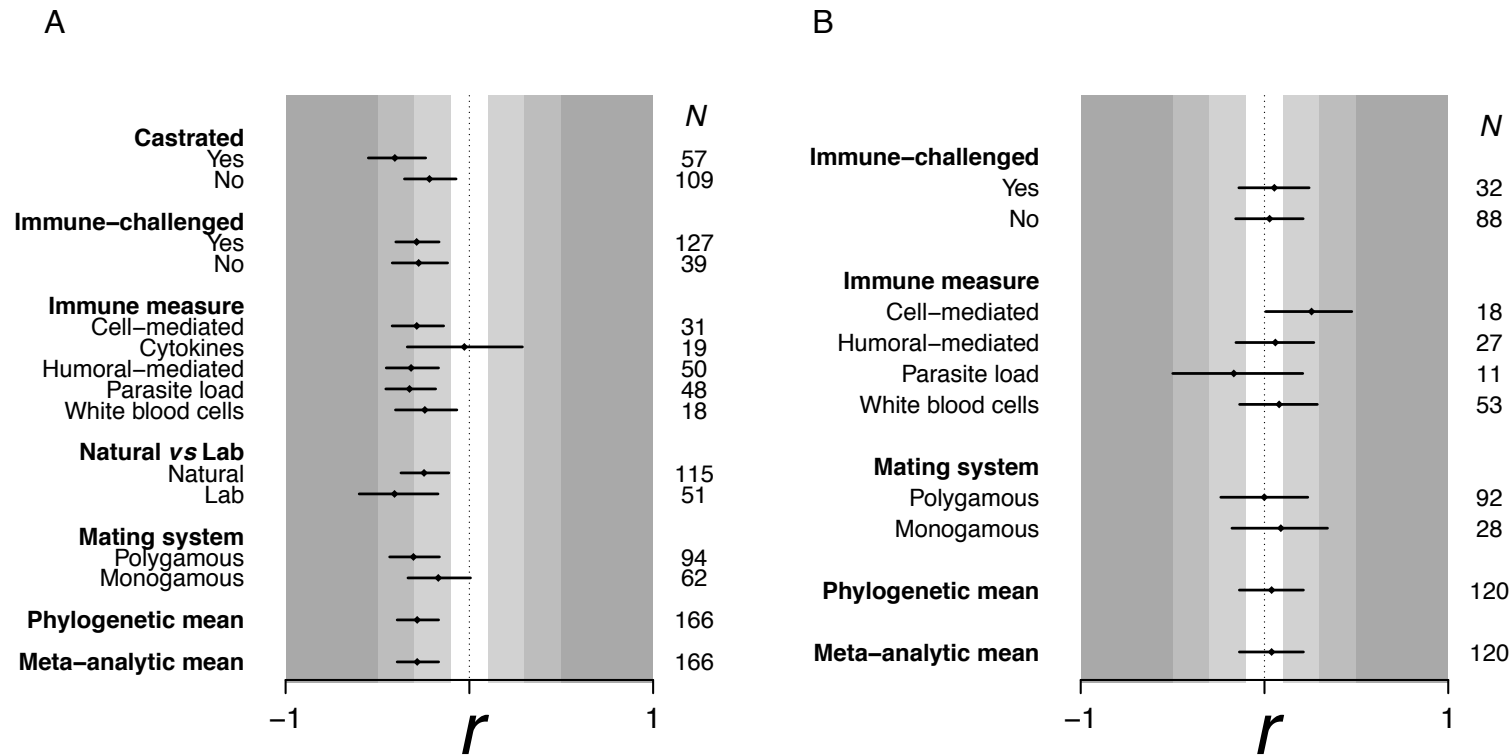 A
N
Castrated
Yes 57
No 109
Immune−challenged
Yes 127
No 39
Immune measure
Cell−mediated 31
Cytokines 19
Humoral−mediated 50
Parasite load 48
White blood cells 18
Natural vs Lab
Natural 115
Lab 51
Mating system
Polygamous 94
Monogamous 62
Phylogenetic mean 166
Meta−analytic mean 166
−1 r 1
B
N
Immune−challenged
Yes 32
No 88
Immune measure
Cell−mediated 18
Humoral−mediated 27
Parasite load 11
White blood cells 53
Mating system
Polygamous 92
Monogamous 28
Phylogenetic mean 120
Meta−analytic mean 120
−1 r 1